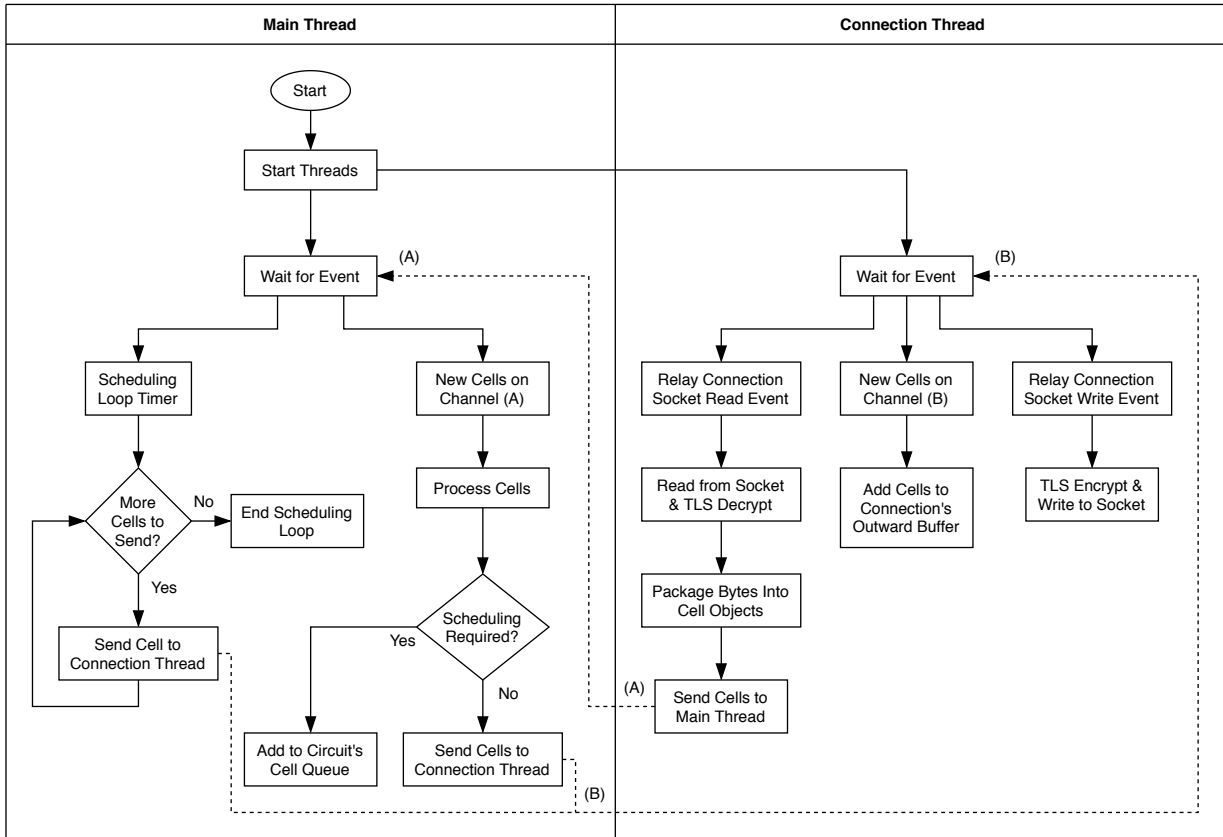 Main Thread
Connection Thread
Start
Start Threads
(A)
(B)
Wait for Event
Wait for Event
Scheduling
Loop Timer
New Cells on
Channel (A)
Relay Connection
Socket Read Event
New Cells on
Channel (B)
Relay Connection
Socket Write Event
More
Cells to
Send?
No
End Scheduling
Loop
Process Cells
Read from Socket
& TLS Decrypt
Add Cells to
Connection's
Outward Buffer
TLS Encrypt &
Write to Socket
Yes
Package Bytes Into
Cell Objects
Send Cell to
Connection Thread
Scheduling
Required?
Yes
No
(A)
Send Cells to
Main Thread
Add to Circuit's
Cell Queue
Send Cells to
Connection Thread
(B)